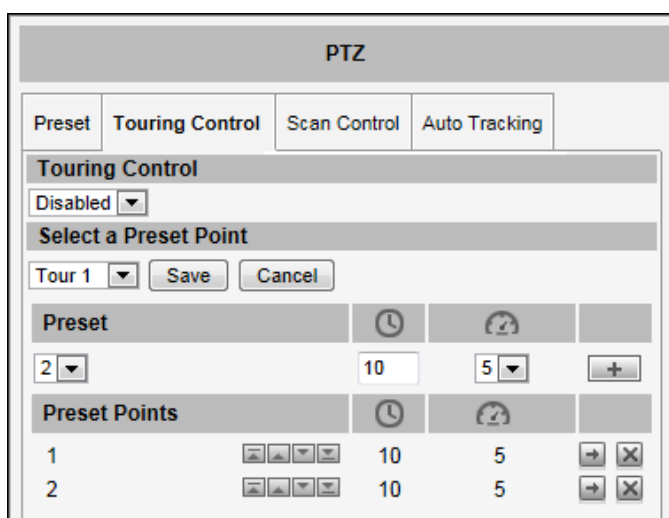 PTZ
Preset Touring Control Scan Control Auto Tracking
Touring Control
Disabled
Select a Preset Point
Tour 1 Save Cancel
Preset
2 10 5 +
Preset Points
1 10 5
2 10 5